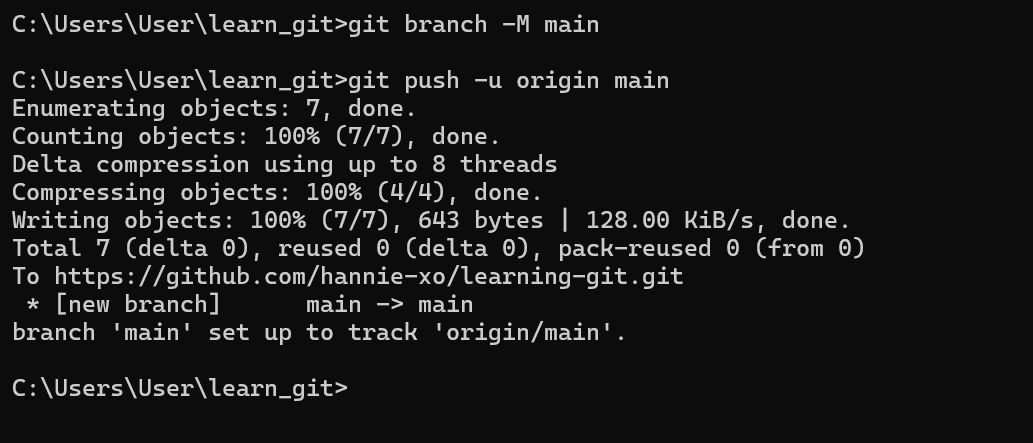 C:\Users\User\learn_git>git branch -M main
C:\Users\User\learn_git>git push -u origin main
Enumerating objects: 7, done.
Counting objects: 100% (7/7), done.
Delta compression using up to 8 threads
Compressing objects: 100% (4/4), done.
Writing objects: 100% (7/7), 643 bytes | 128.00 KiB/s, done.
Total 7 (delta 0), reused 0 (delta 0), pack-reused 0 (from 0)
To https://github.com/hannie-xo/learning-git.git
 * [new branch]      main -> main
branch 'main' set up to track 'origin/main'.
C:\Users\User\learn_git>